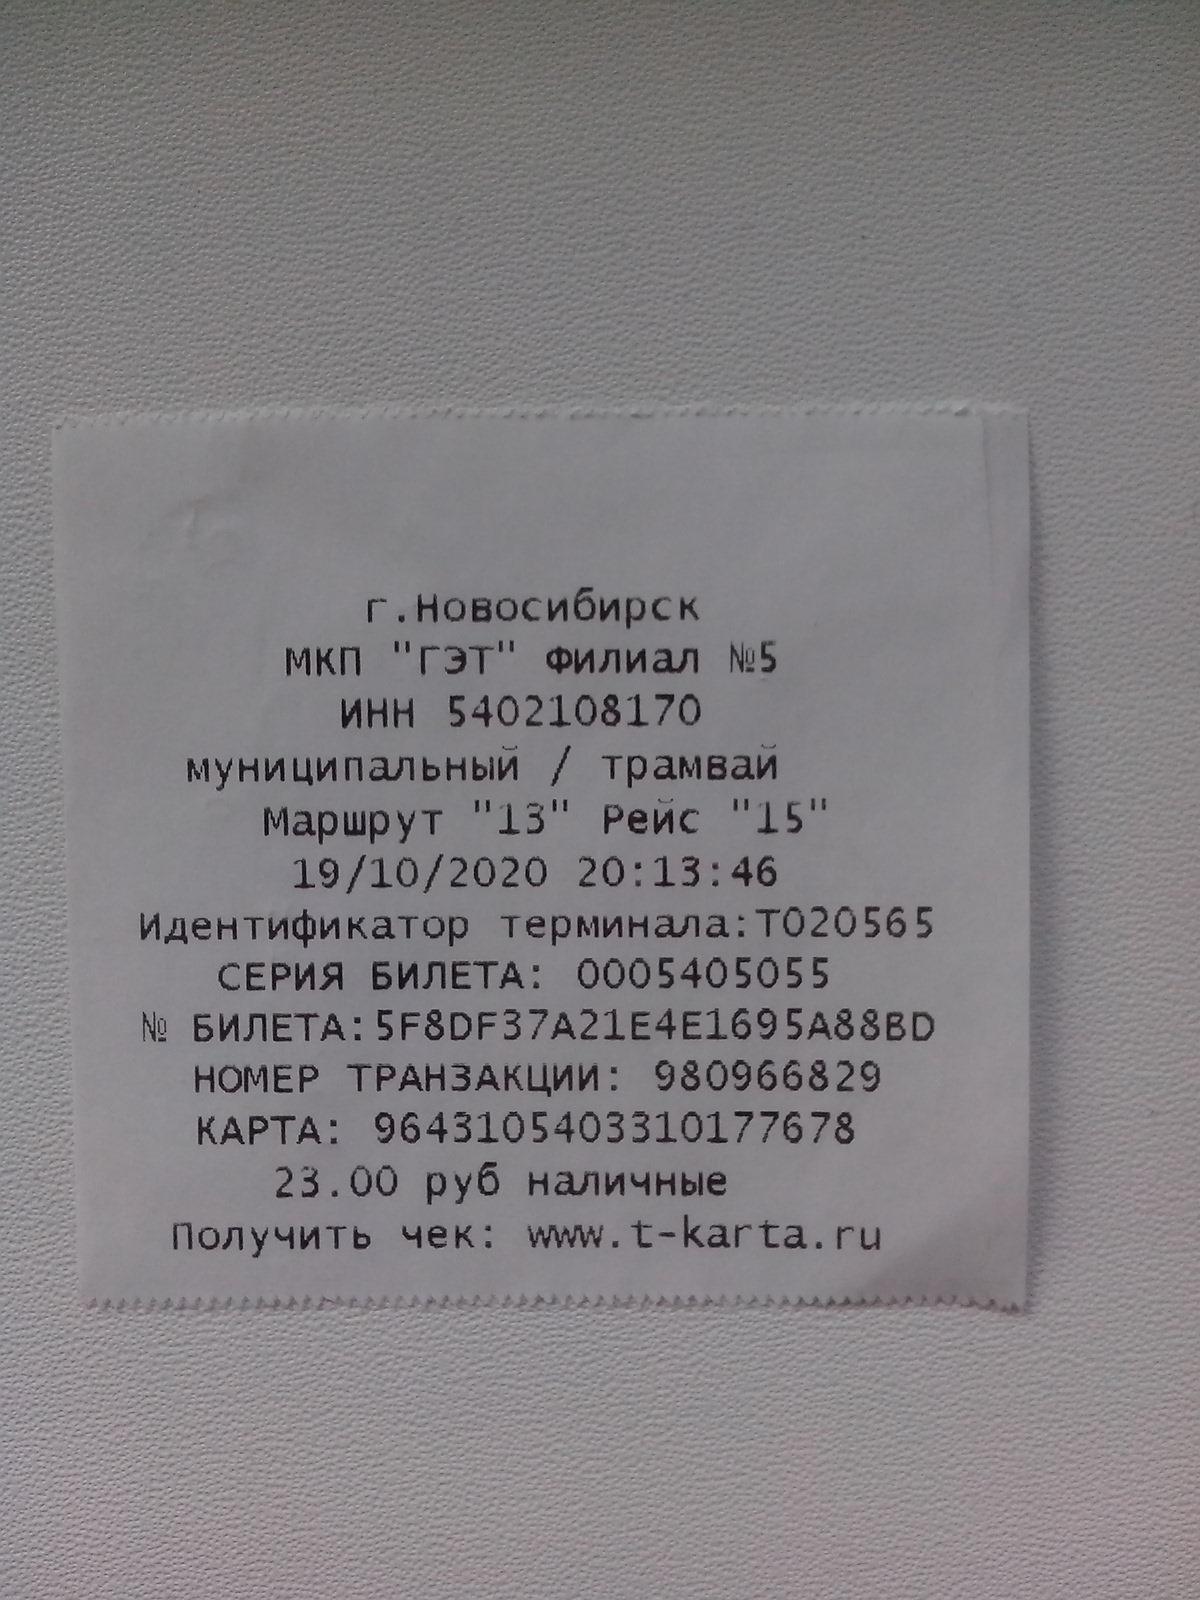 г.Новосибирск
МКП "ГЭТ" Филиал №5
ИНН 5402108170
муниципальный / трамвай
Маршрут "13" Рейс "15"
19/10/2020 20:13:46
Идентификатор терминала:T020565
СЕРИЯ БИЛЕТА: 0005405055
№ БИЛЕТА:5F8DF37A21E4E1695A88BD
НОМЕР ТРАНЗАКЦИИ: 980966829
КАРТА: 9643105403310177678
23.00 руб наличные
Получить чек: www.t-karta.ru